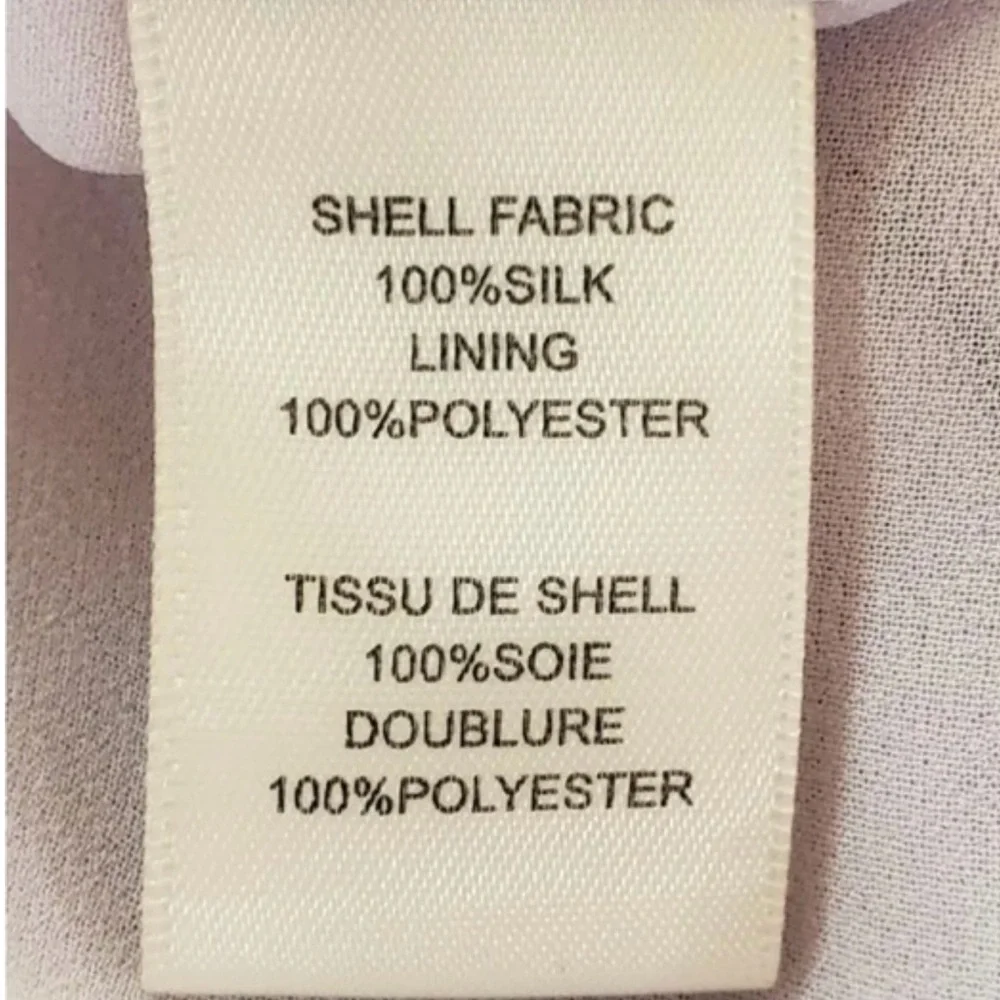 SHELL FABRIC
100%SILK
LINING
100%POLYESTER
TISSU DE SHELL
100%SOIE
DOUBLURE
100%POLYESTER